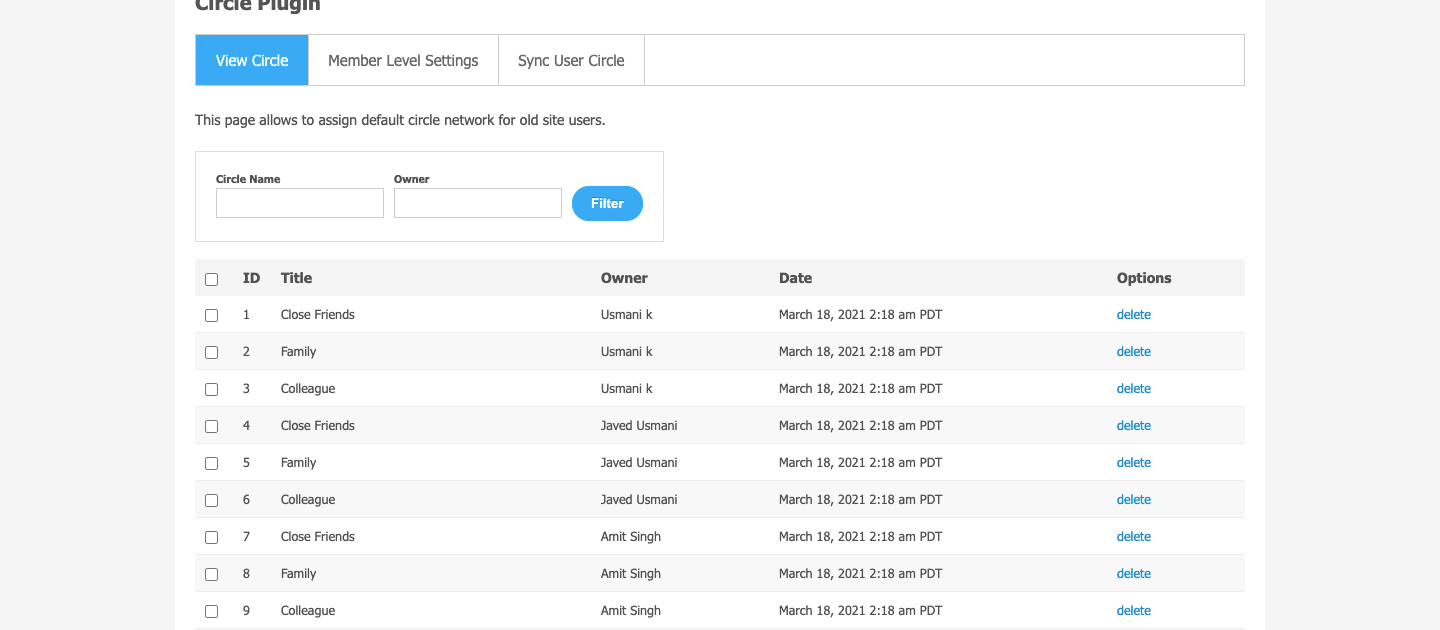 Circle Plugin
View Circle Member Level Settings Sync User Circle
This page allows to assign default circle network for old site users.
Circle Name Owner
Filter
ID Title Owner Date Options
1 Close Friends Usmani k March 18, 2021 2:18 am PDT delete
2 Family Usmani k March 18, 2021 2:18 am PDT delete
3 Colleague Usmani k March 18, 2021 2:18 am PDT delete
4 Close Friends Javed Usmani March 18, 2021 2:18 am PDT delete
5 Family Javed Usmani March 18, 2021 2:18 am PDT delete
6 Colleague Javed Usmani March 18, 2021 2:18 am PDT delete
7 Close Friends Amit Singh March 18, 2021 2:18 am PDT delete
8 Family Amit Singh March 18, 2021 2:18 am PDT delete
9 Colleague Amit Singh March 18, 2021 2:18 am PDT delete